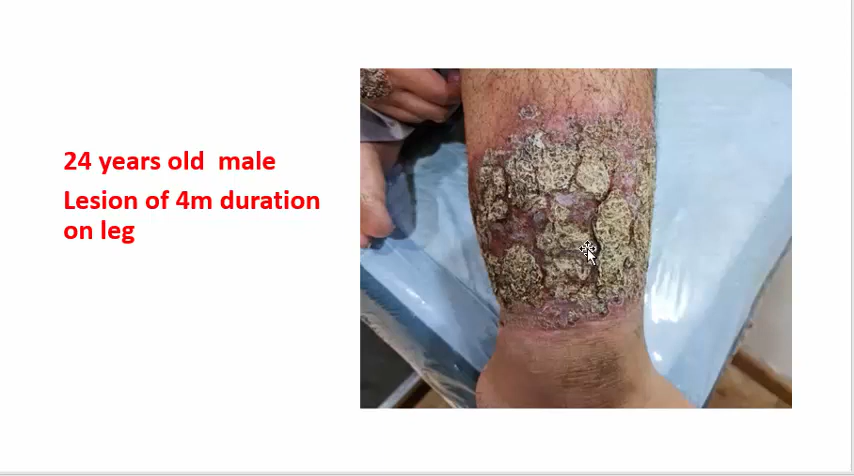 24 years old male
Lesion of 4m duration
on leg